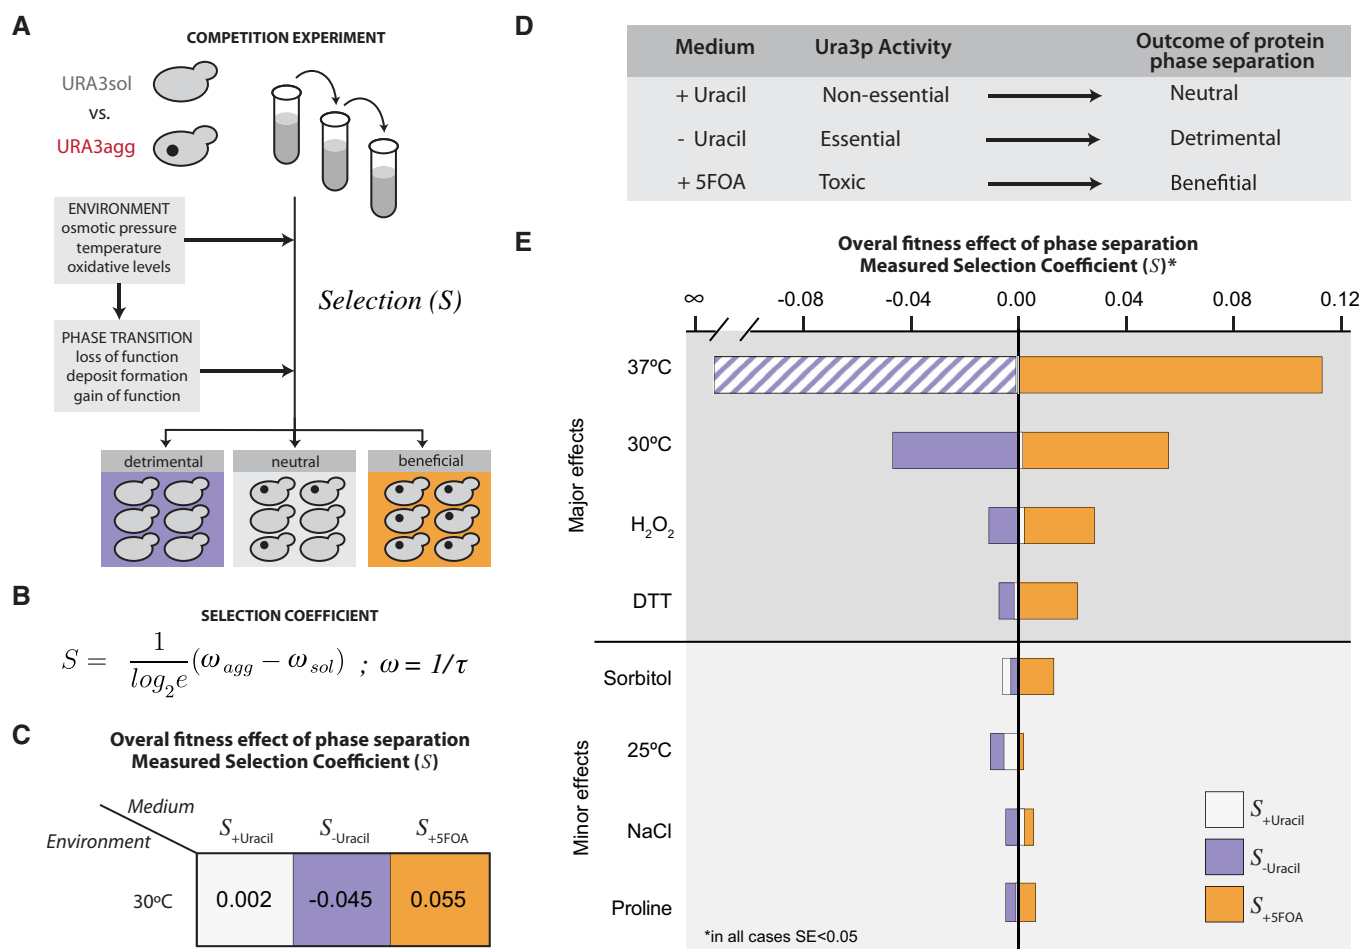 A
COMPETITION EXPERIMENT
URA3sol
vs.
URA3agg
ENVIRONMENT
osmotic pressure
temperature
oxidative levels
Selection (S)
PHASE TRANSITION
loss of function
deposit formation
gain of function
detrimental
neutral
beneficial
B
SELECTION COEFFICIENT
S = 1/log₂e (ω_agg − ω_sol) ; ω = 1/τ
C
Overal fitness effect of phase separation
Measured Selection Coefficient (S)
Medium
Environment
S+Uracil S-Uracil S+5FOA
30ºC 0.002 -0.045 0.055
D
Medium Ura3p Activity Outcome of protein phase separation
+ Uracil Non-essential Neutral
- Uracil Essential Detrimental
+ 5FOA Toxic Benefitial
E
Overal fitness effect of phase separation
Measured Selection Coefficient (S)*
∞ -0.08 -0.04 0.00 0.04 0.08 0.12
Major effects
37ºC
30ºC
H₂O₂
DTT
Minor effects
Sorbitol
25ºC
NaCl
Proline
S+Uracil
S-Uracil
S+5FOA
*in all cases SE<0.05